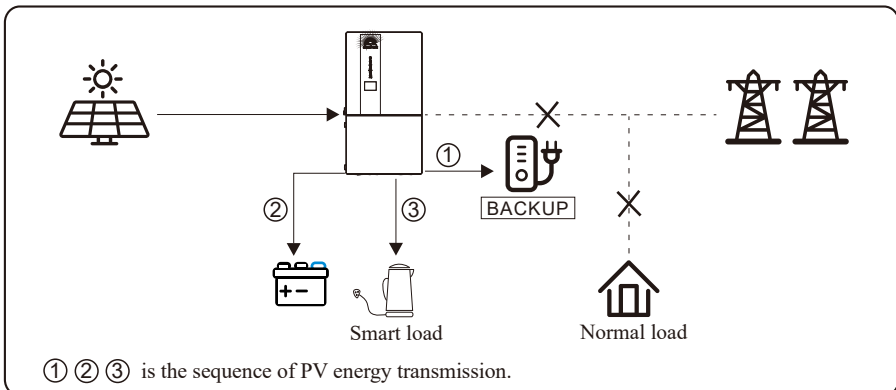 ①
BACKUP
② ③
+ -
Smart load
Normal load
① ② ③ is the sequence of PV energy transmission.